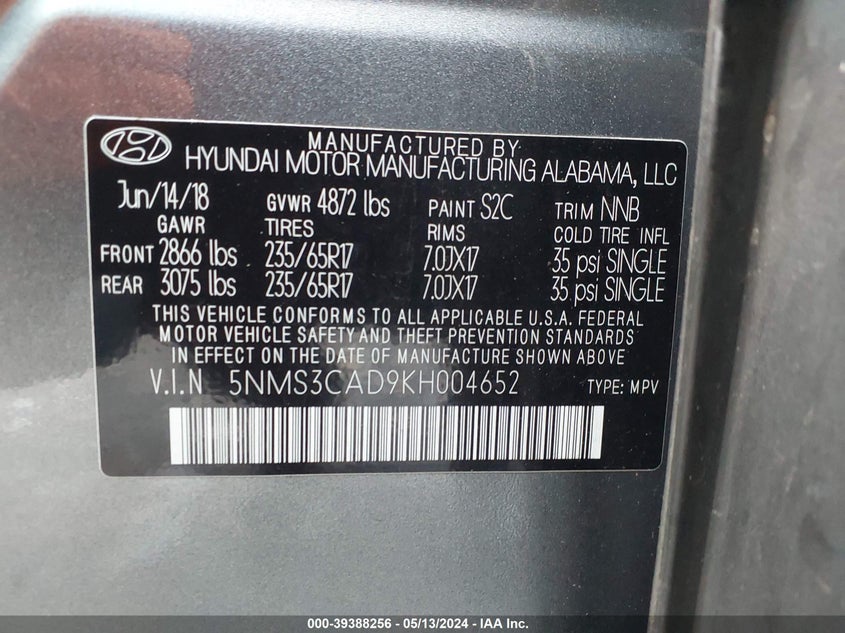 MANUFACTURED BY
HYUNDAI MOTOR MANUFACTURING ALABAMA, LLC
Jun/14/18 GVWR 4872 lbs PAINT S2C TRIM NNB
GAWR TIRES RIMS COLD TIRE INFL
FRONT 2866 lbs 235/65R17 7.0JX17 35 psi SINGLE
REAR 3075 lbs 235/65R17 7.0JX17 35 psi SINGLE
THIS VEHICLE CONFORMS TO ALL APPLICABLE U.S.A. FEDERAL
MOTOR VEHICLE SAFETY AND THEFT PREVENTION STANDARDS
IN EFFECT ON THE DATE OF MANUFACTURE SHOWN ABOVE
V.I.N 5NMS3CAD9KH004652 TYPE: MPV
000-39388256 - 05/13/2024 - IAA Inc.